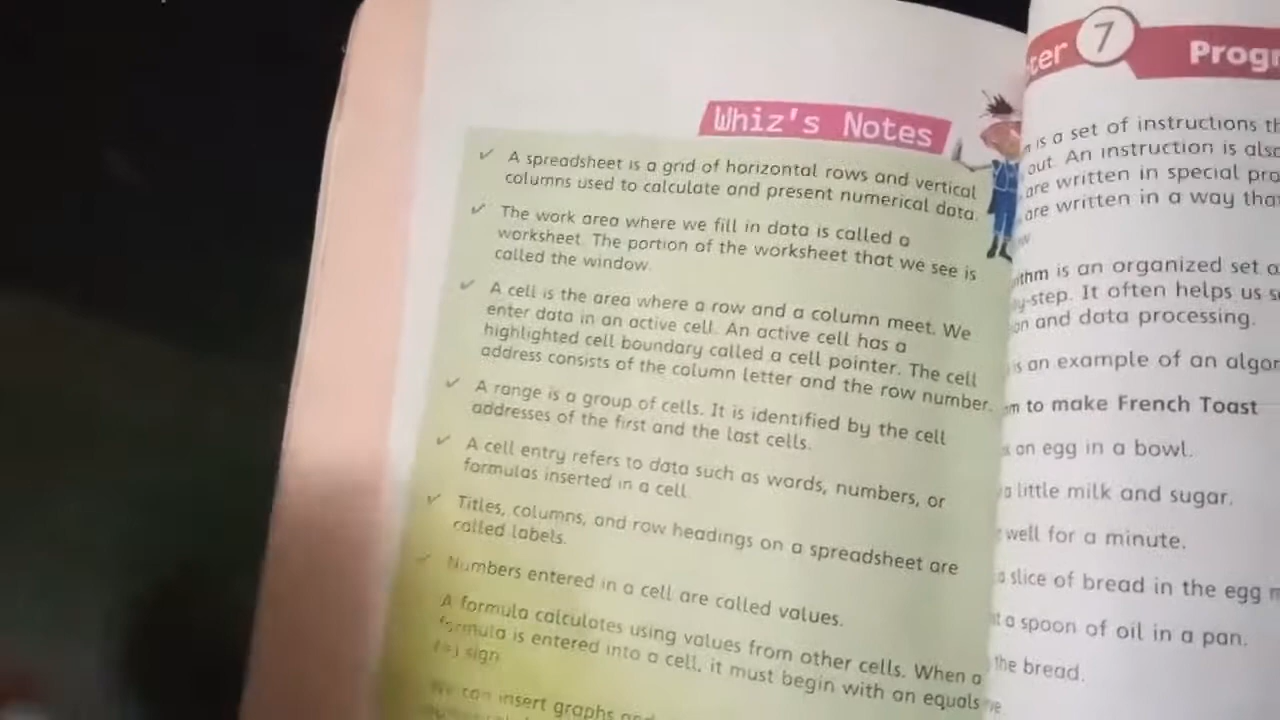 Whiz's Notes
✓ A spreadsheet is a grid of horizontal rows and vertical
columns used to calculate and present numerical data.
✓ The work area where we fill in data is called a
worksheet. The portion of the worksheet that we see is
called the window.
✓ A cell is the area where a row and a column meet. We
enter data in an active cell. An active cell has a
highlighted cell boundary called a cell pointer. The cell
address consists of the column letter and the row number.
✓ A range is a group of cells. It is identified by the cell
addresses of the first and the last cells.
✓ A cell entry refers to data such as words, numbers, or
formulas inserted in a cell.
✓ Titles, columns, and row headings on a spreadsheet are
called labels.
✓ Numbers entered in a cell are called values.
A formula calculates using values from other cells. When a
formula is entered into a cell, it must begin with an equals
(=) sign
We can insert graphs and
ter 7 Progr
is a set of instructions th
out. An instruction is also
are written in special pro
are written in a way that
ithm is an organized set o
y-step. It often helps us s
on and data processing.
is an example of an algor
m to make French Toast
an egg in a bowl.
a little milk and sugar.
well for a minute.
slice of bread in the egg m
a spoon of oil in a pan.
the bread.